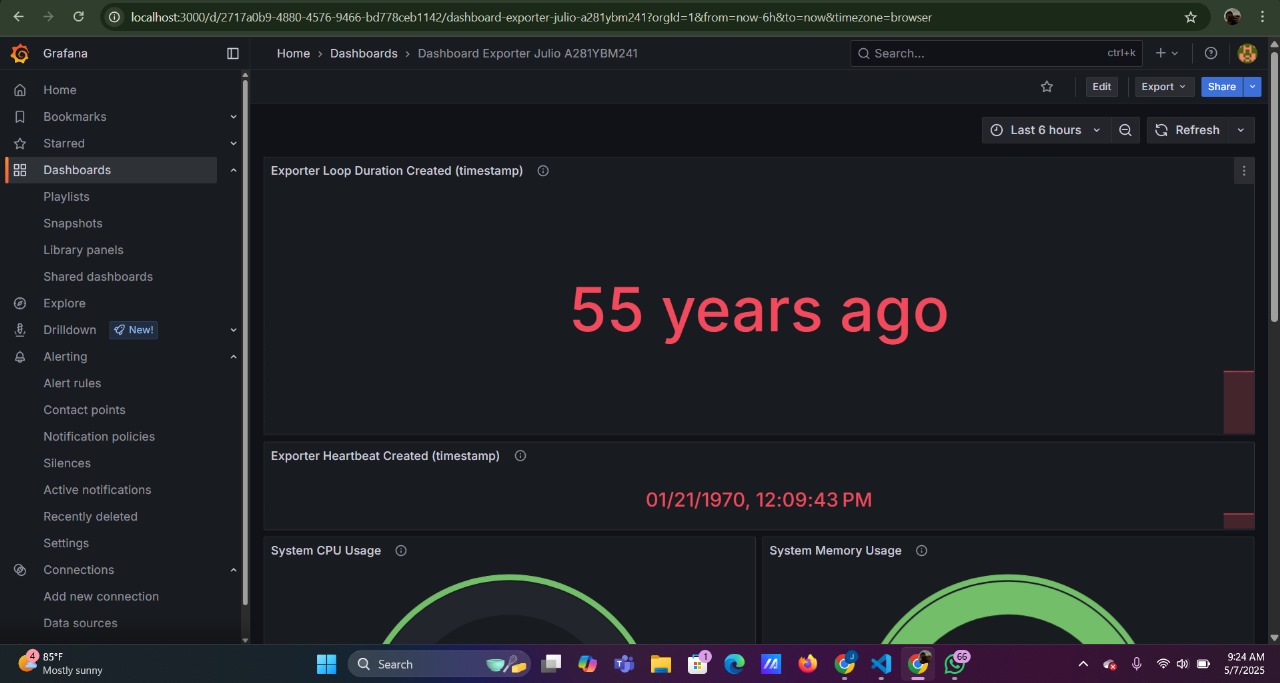 localhost:3000/d/2717a0b9-4880-4576-9466-bd778ceb1142/dashboard-exporter-julio-a281ybm241?orgId=1&from=now-6h&to=now&timezone=browser
Grafana
Home > Dashboards > Dashboard Exporter Julio A281YBM241
Search... ctrl+k
Edit Export Share
Last 6 hours Refresh
Home
Bookmarks
Starred
Dashboards
Playlists
Snapshots
Library panels
Shared dashboards
Explore
Drilldown New!
Alerting
Alert rules
Contact points
Notification policies
Silences
Active notifications
Recently deleted
Settings
Connections
Add new connection
Data sources
Exporter Loop Duration Created (timestamp)
55 years ago
Exporter Heartbeat Created (timestamp)
01/21/1970, 12:09:43 PM
System CPU Usage
System Memory Usage
4
85°F
Mostly sunny
Search
1
66
9:24 AM
5/7/2025